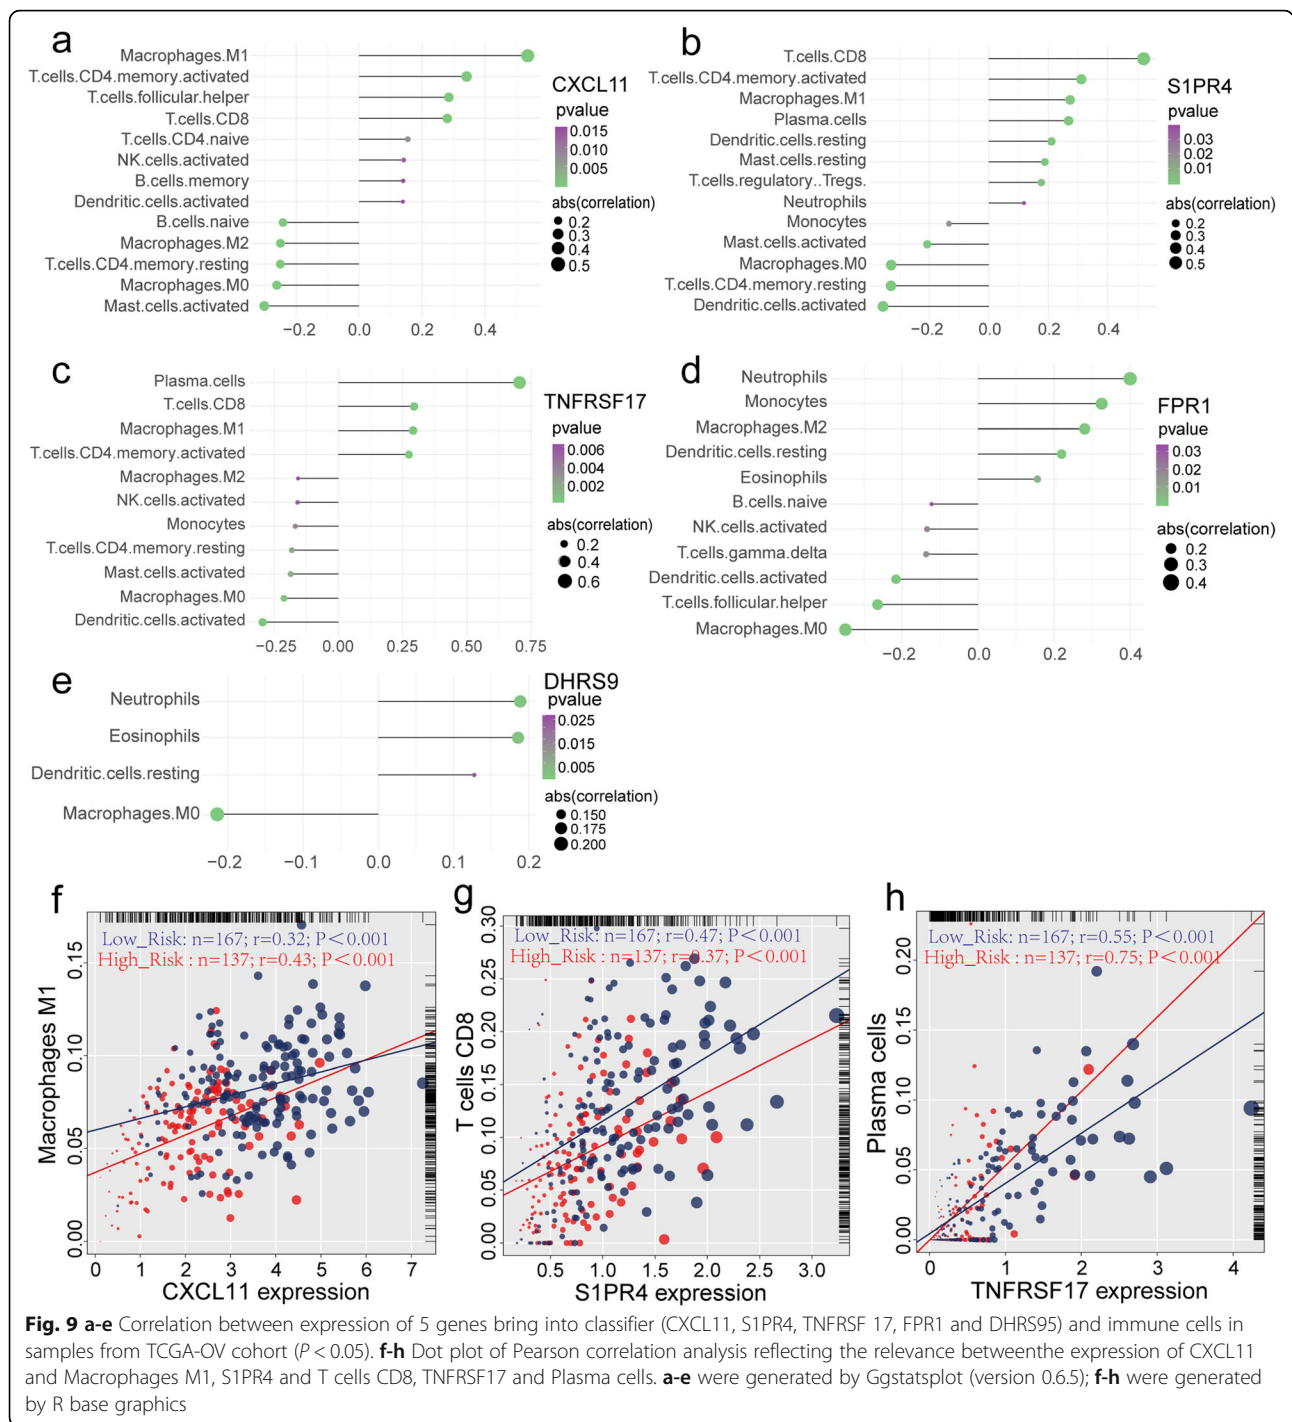 a
Macrophages.M1
T.cells.CD4.memory.activated
T.cells.follicular.helper
T.cells.CD8
T.cells.CD4.naive
NK.cells.activated
B.cells.memory
Dendritic.cells.activated
B.cells.naive
Macrophages.M2
T.cells.CD4.memory.resting
Macrophages.M0
Mast.cells.activated
−0.2 0.0 0.2 0.4
CXCL11
pvalue
0.015
0.010
0.005
abs(correlation)
0.2
0.3
0.4
0.5
b
T.cells.CD8
T.cells.CD4.memory.activated
Macrophages.M1
Plasma.cells
Dendritic.cells.resting
Mast.cells.resting
T.cells.regulatory..Tregs.
Neutrophils
Monocytes
Mast.cells.activated
Macrophages.M0
T.cells.CD4.memory.resting
Dendritic.cells.activated
−0.2 0.0 0.2 0.4
S1PR4
pvalue
0.03
0.02
0.01
abs(correlation)
0.2
0.3
0.4
0.5
c
Plasma.cells
T.cells.CD8
Macrophages.M1
T.cells.CD4.memory.activated
Macrophages.M2
NK.cells.activated
Monocytes
T.cells.CD4.memory.resting
Mast.cells.activated
Macrophages.M0
Dendritic.cells.activated
−0.25 0.00 0.25 0.50 0.75
TNFRSF17
pvalue
0.006
0.004
0.002
abs(correlation)
0.2
0.4
0.6
d
Neutrophils
Monocytes
Macrophages.M2
Dendritic.cells.resting
Eosinophils
B.cells.naive
NK.cells.activated
T.cells.gamma.delta
Dendritic.cells.activated
T.cells.follicular.helper
Macrophages.M0
−0.2 0.0 0.2 0.4
FPR1
pvalue
0.03
0.02
0.01
abs(correlation)
0.2
0.3
0.4
e
Neutrophils
Eosinophils
Dendritic.cells.resting
Macrophages.M0
−0.2 −0.1 0.0 0.1 0.2
DHRS9
pvalue
0.025
0.015
0.005
abs(correlation)
0.150
0.175
0.200
f
Low_Risk: n=167; r=0.32; P<0.001
High_Risk : n=137; r=0.43; P<0.001
Macrophages M1
0.00 0.05 0.10 0.15
0 1 2 3 4 5 6 7
CXCL11 expression
g
Low_Risk: n=167; r=0.47; P<0.001
High_Risk : n=137; r=0.37; P<0.001
T cells CD8
0.00 0.05 0.10 0.15 0.20 0.25 0.30
0.5 1.0 1.5 2.0 2.5 3.0
S1PR4 expression
h
Low_Risk: n=167; r=0.55; P<0.001
High_Risk : n=137; r=0.75; P<0.001
Plasma cells
0.00 0.05 0.10 0.15 0.20
0 1 2 3 4
TNFRSF17 expression
Fig. 9 a-e Correlation between expression of 5 genes bring into classifier (CXCL11, S1PR4, TNFRSF 17, FPR1 and DHRS95) and immune cells in
samples from TCGA-OV cohort (P < 0.05). f-h Dot plot of Pearson correlation analysis reflecting the relevance betweenthe expression of CXCL11
and Macrophages M1, S1PR4 and T cells CD8, TNFRSF17 and Plasma cells. a-e were generated by Ggstatsplot (version 0.6.5); f-h were generated
by R base graphics